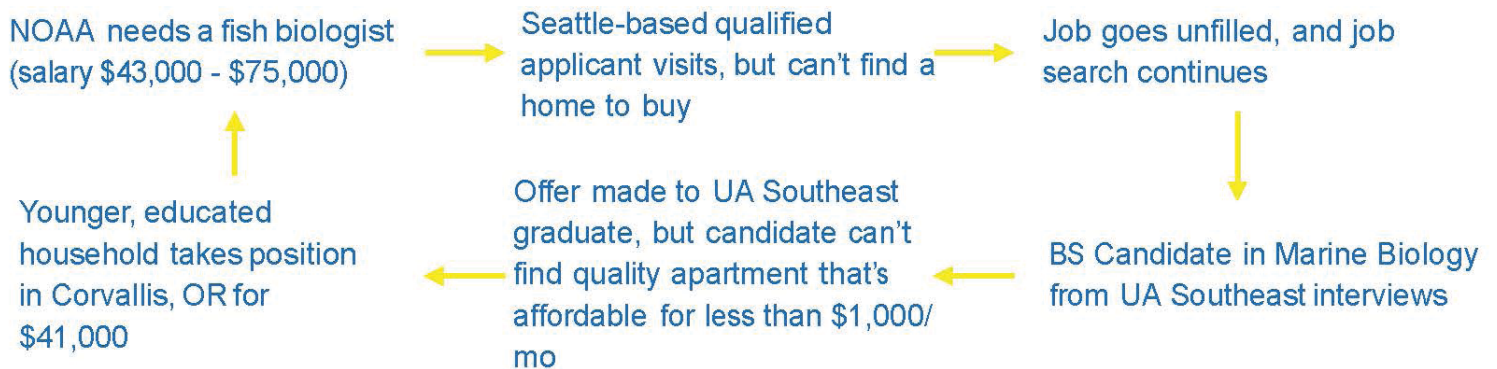 NOAA needs a fish biologist
(salary $43,000 - $75,000)
Seattle-based qualified
applicant visits, but can't find a
home to buy
Job goes unfilled, and job
search continues
BS Candidate in Marine Biology
from UA Southeast interviews
Offer made to UA Southeast
graduate, but candidate can't
find quality apartment that's
affordable for less than $1,000/
mo
Younger, educated
household takes position
in Corvallis, OR for
$41,000